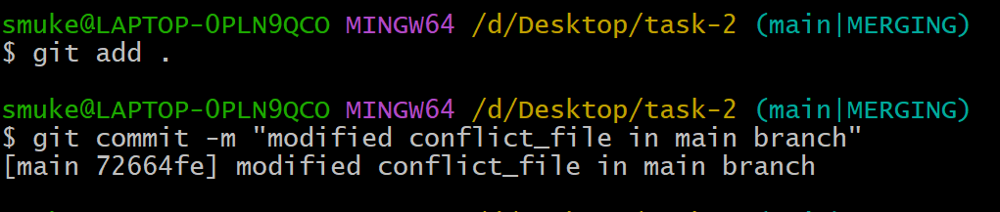 smuke@LAPTOP-0PLN9QCO MINGW64 /d/Desktop/task-2 (main|MERGING)
$ git add .
smuke@LAPTOP-0PLN9QCO MINGW64 /d/Desktop/task-2 (main|MERGING)
$ git commit -m "modified conflict_file in main branch"
[main 72664fe] modified conflict_file in main branch